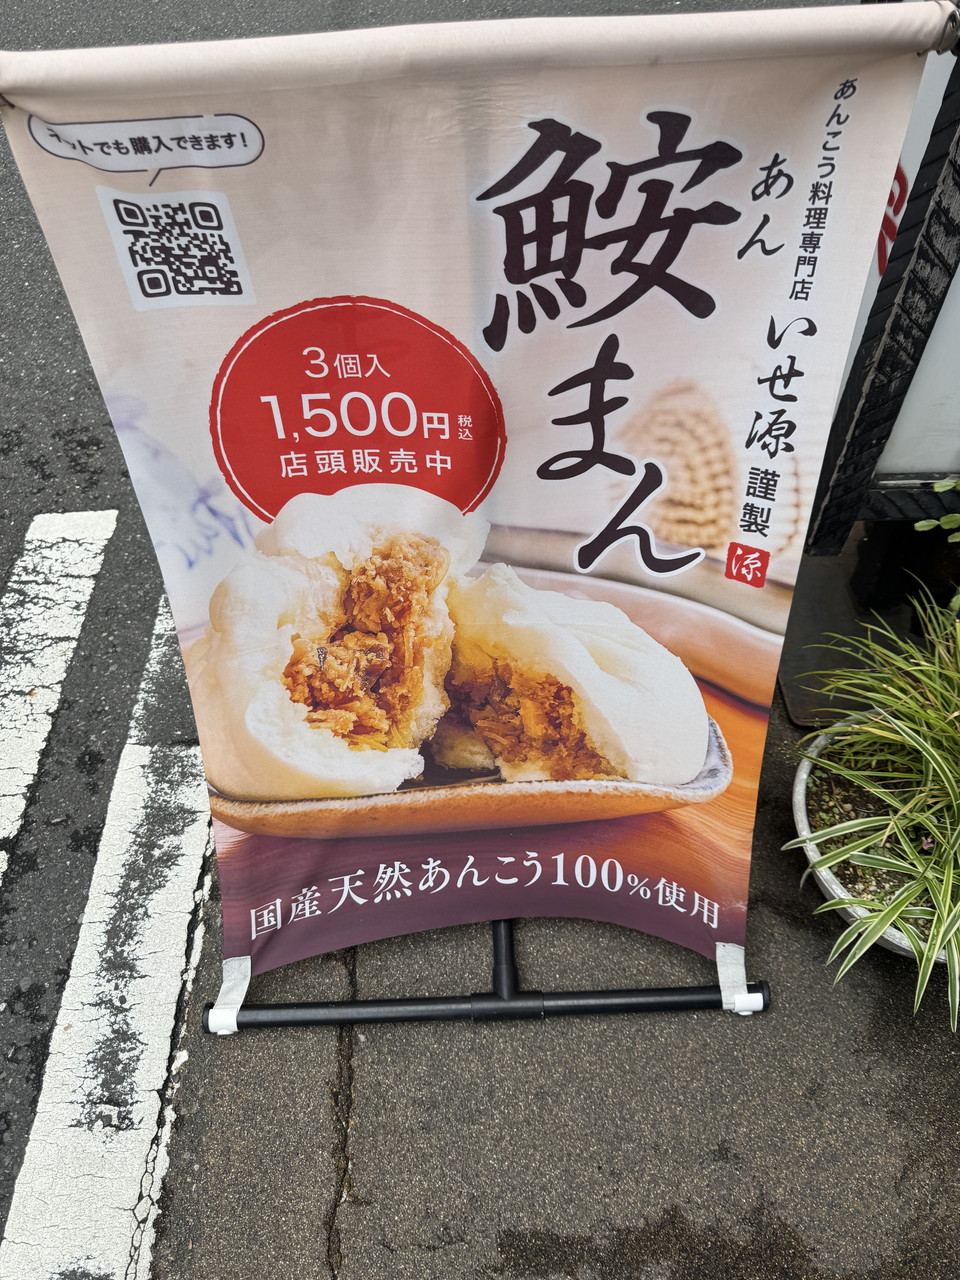 ネットでも購入できます!
あんこう料理専門店
いせ源 謹製
源
あん
鮟まん
3個入
1,500円 税込
店頭販売中
国産天然あんこう100%使用